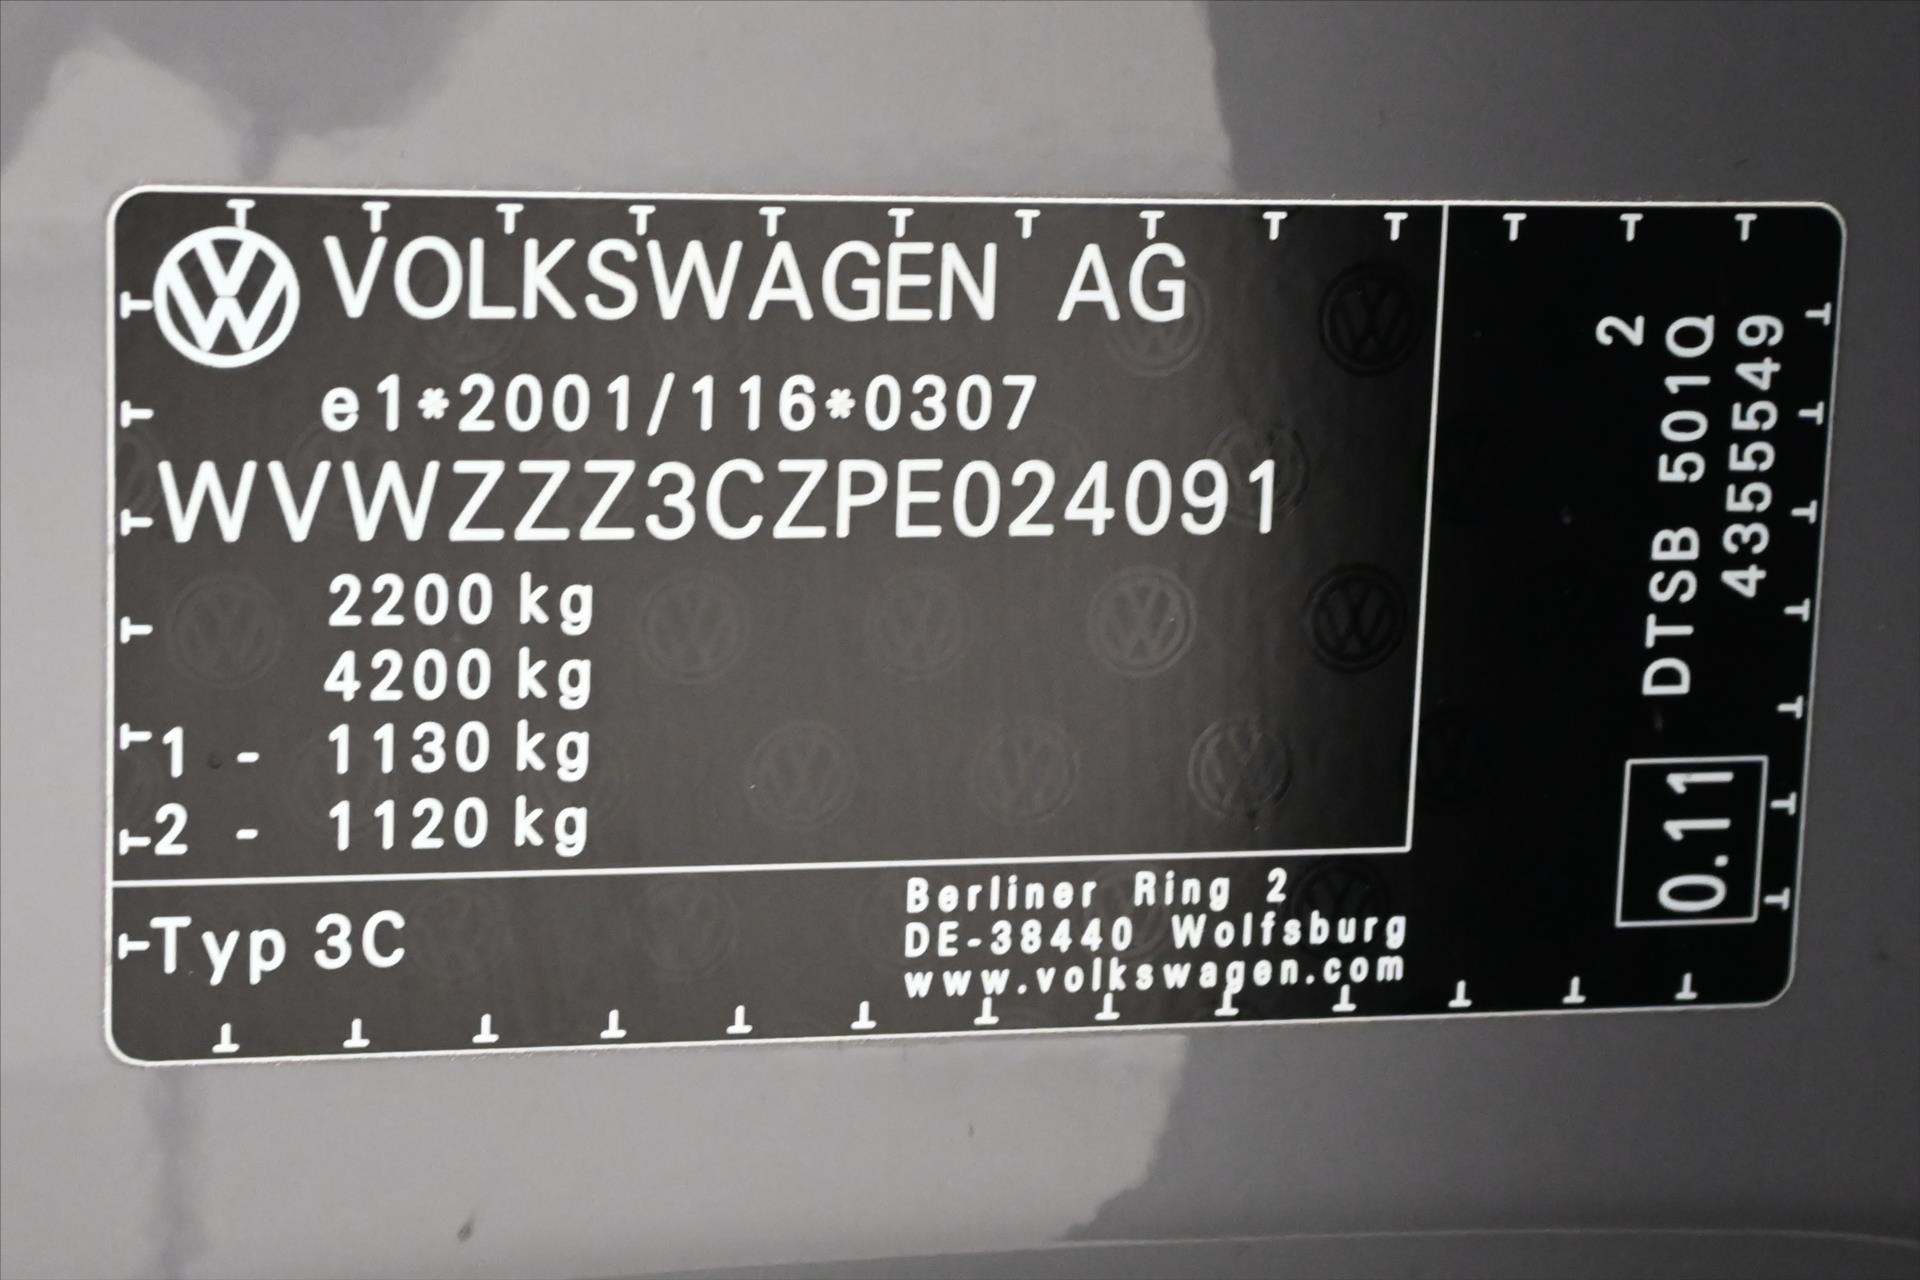 VOLKSWAGEN AG
e1*2001/116*0307
WVWZZZ3CZPE024091
2200 kg
4200 kg
1 - 1130 kg
2 - 1120 kg
Typ 3C
Berliner Ring 2
DE-38440 Wolfsburg
www.volkswagen.com
2
DTSB 501Q
4355549
0.11